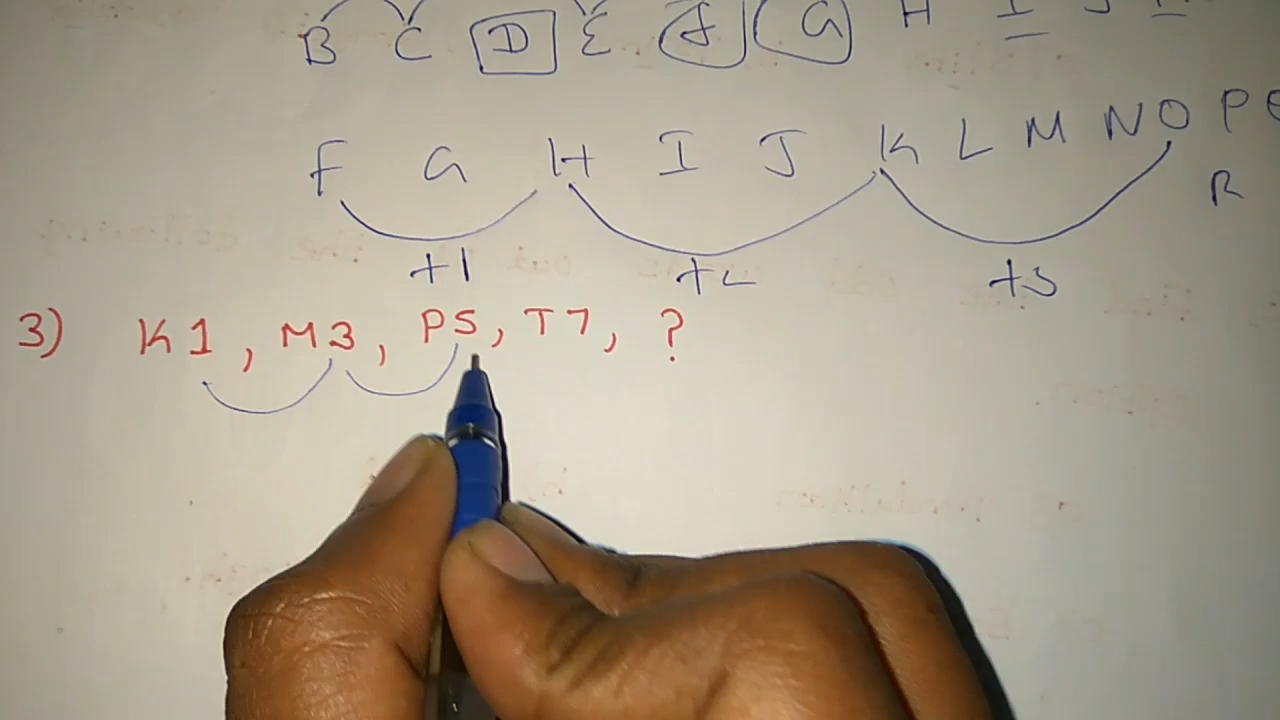 B C D E F G H I J
F G H I J K L M N O P
R
+1 +2 +3
3) K1, M3, P5, T7, ?